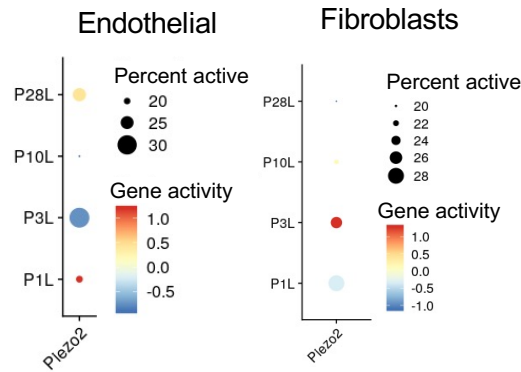 Endothelial
P28L
P10L
P3L
P1L
Piezo2
Percent active
20
25
30
Gene activity
1.0
0.5
0.0
-0.5
Fibroblasts
P28L
P10L
P3L
P1L
Piezo2
Percent active
20
22
24
26
28
Gene activity
1.0
0.5
0.0
-0.5
-1.0